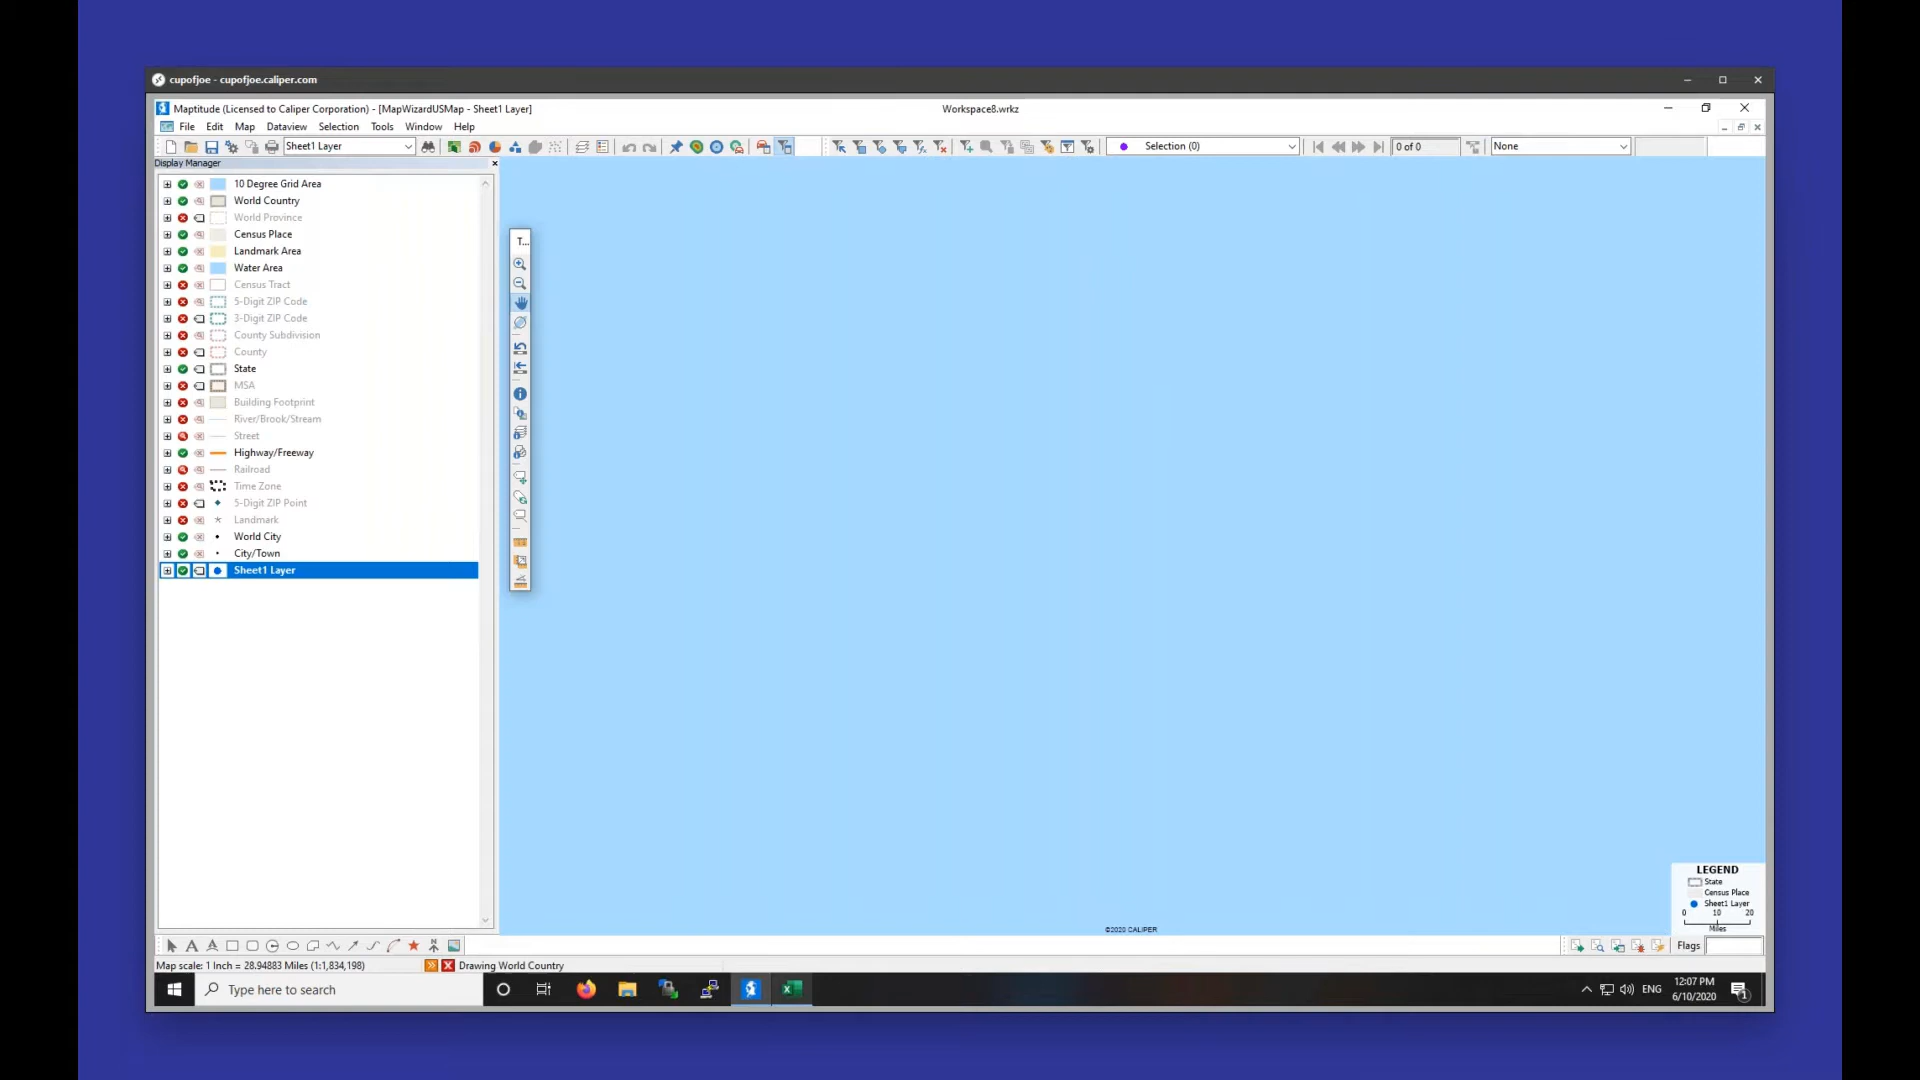 cupofjoe - cupofjoe.caliper.com
Maptitude (Licensed to Caliper Corporation) - [MapWizardUSMap - Sheet1 Layer]
Workspace8.wrkz
File Edit Map Dataview Selection Tools Window Help
Sheet1 Layer
Selection (0)
0 of 0
None
Display Manager
10 Degree Grid Area
World Country
World Province
Census Place
Landmark Area
Water Area
Census Tract
5-Digit ZIP Code
3-Digit ZIP Code
County Subdivision
County
State
MSA
Building Footprint
River/Brook/Stream
Street
Highway/Freeway
Railroad
Time Zone
5-Digit ZIP Point
Landmark
World City
City/Town
Sheet1 Layer
T...
LEGEND
State
Census Place
Sheet1 Layer
0 10 20
Miles
©2020 CALIPER
Flags
Map scale: 1 Inch = 28.94883 Miles (1:1,834,198)
Drawing World Country
Type here to search
ENG
12:07 PM
6/10/2020
1